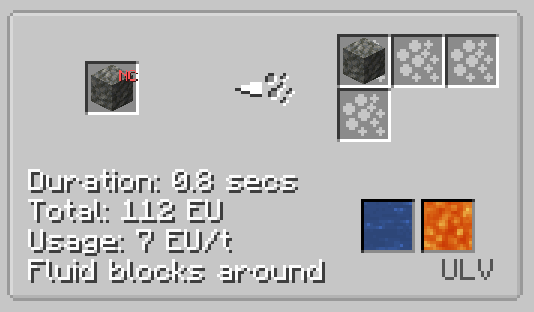 NC
Duration: 0.8 secs
Total: 112 EU
Usage: 7 EU/t
Fluid blocks around
ULV